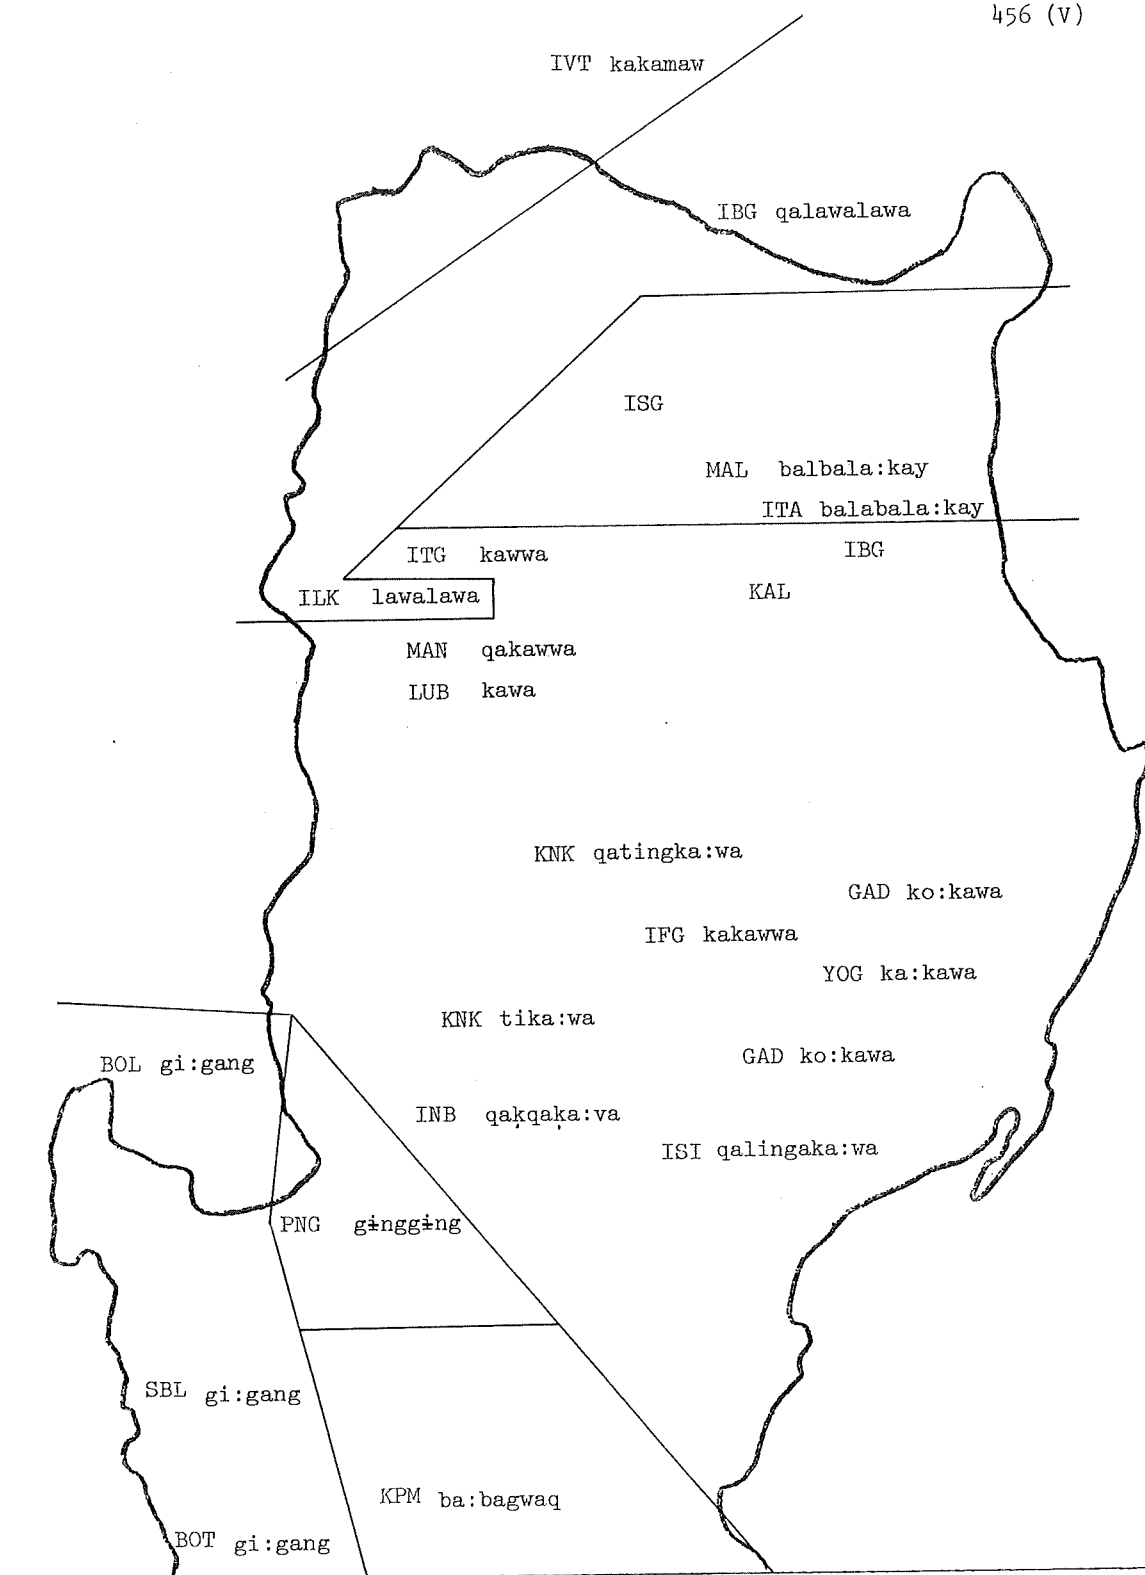 456 (V)
IVT kakamaw
IBG qalawalawa
ISG
MAL balbala:kay
ITA balabala:kay
ITG kawwa
IBG
ILK lawalawa
KAL
MAN qakawwa
LUB kawa
KNK qatingka:wa
GAD ko:kawa
IFG kakawwa
YOG ka:kawa
KNK tika:wa
GAD ko:kawa
BOL gi:gang
INB qaḳqaḳa:va
ISI qalingaka:wa
PNG gɨnggɨng
SBL gi:gang
KPM ba:bagwaq
BOT gi:gang